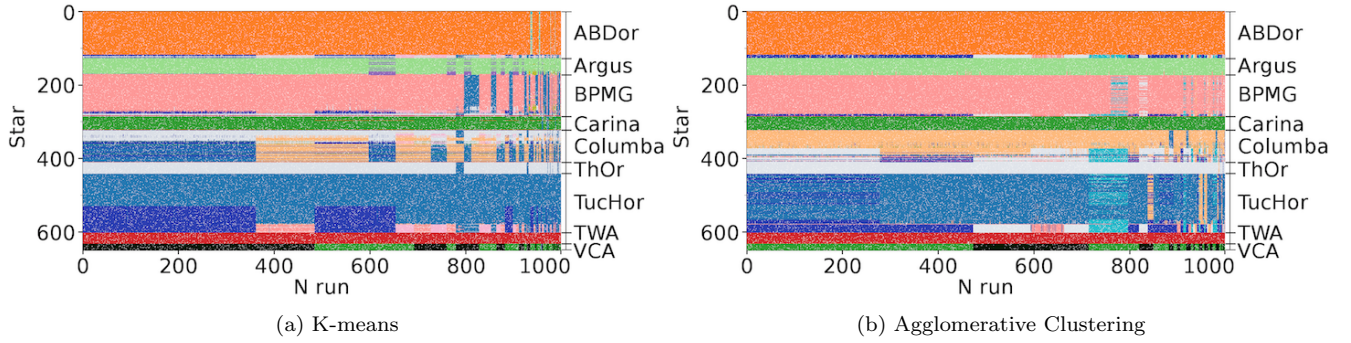 0
200
400
600
Star
0
200
400
600
800
1000
N run
ABDor
Argus
BPMG
Carina
Columba
ThOr
TucHor
TWA
VCA
(a) K-means
0
200
400
600
Star
0
200
400
600
800
1000
N run
ABDor
Argus
BPMG
Carina
Columba
ThOr
TucHor
TWA
VCA
(b) Agglomerative Clustering